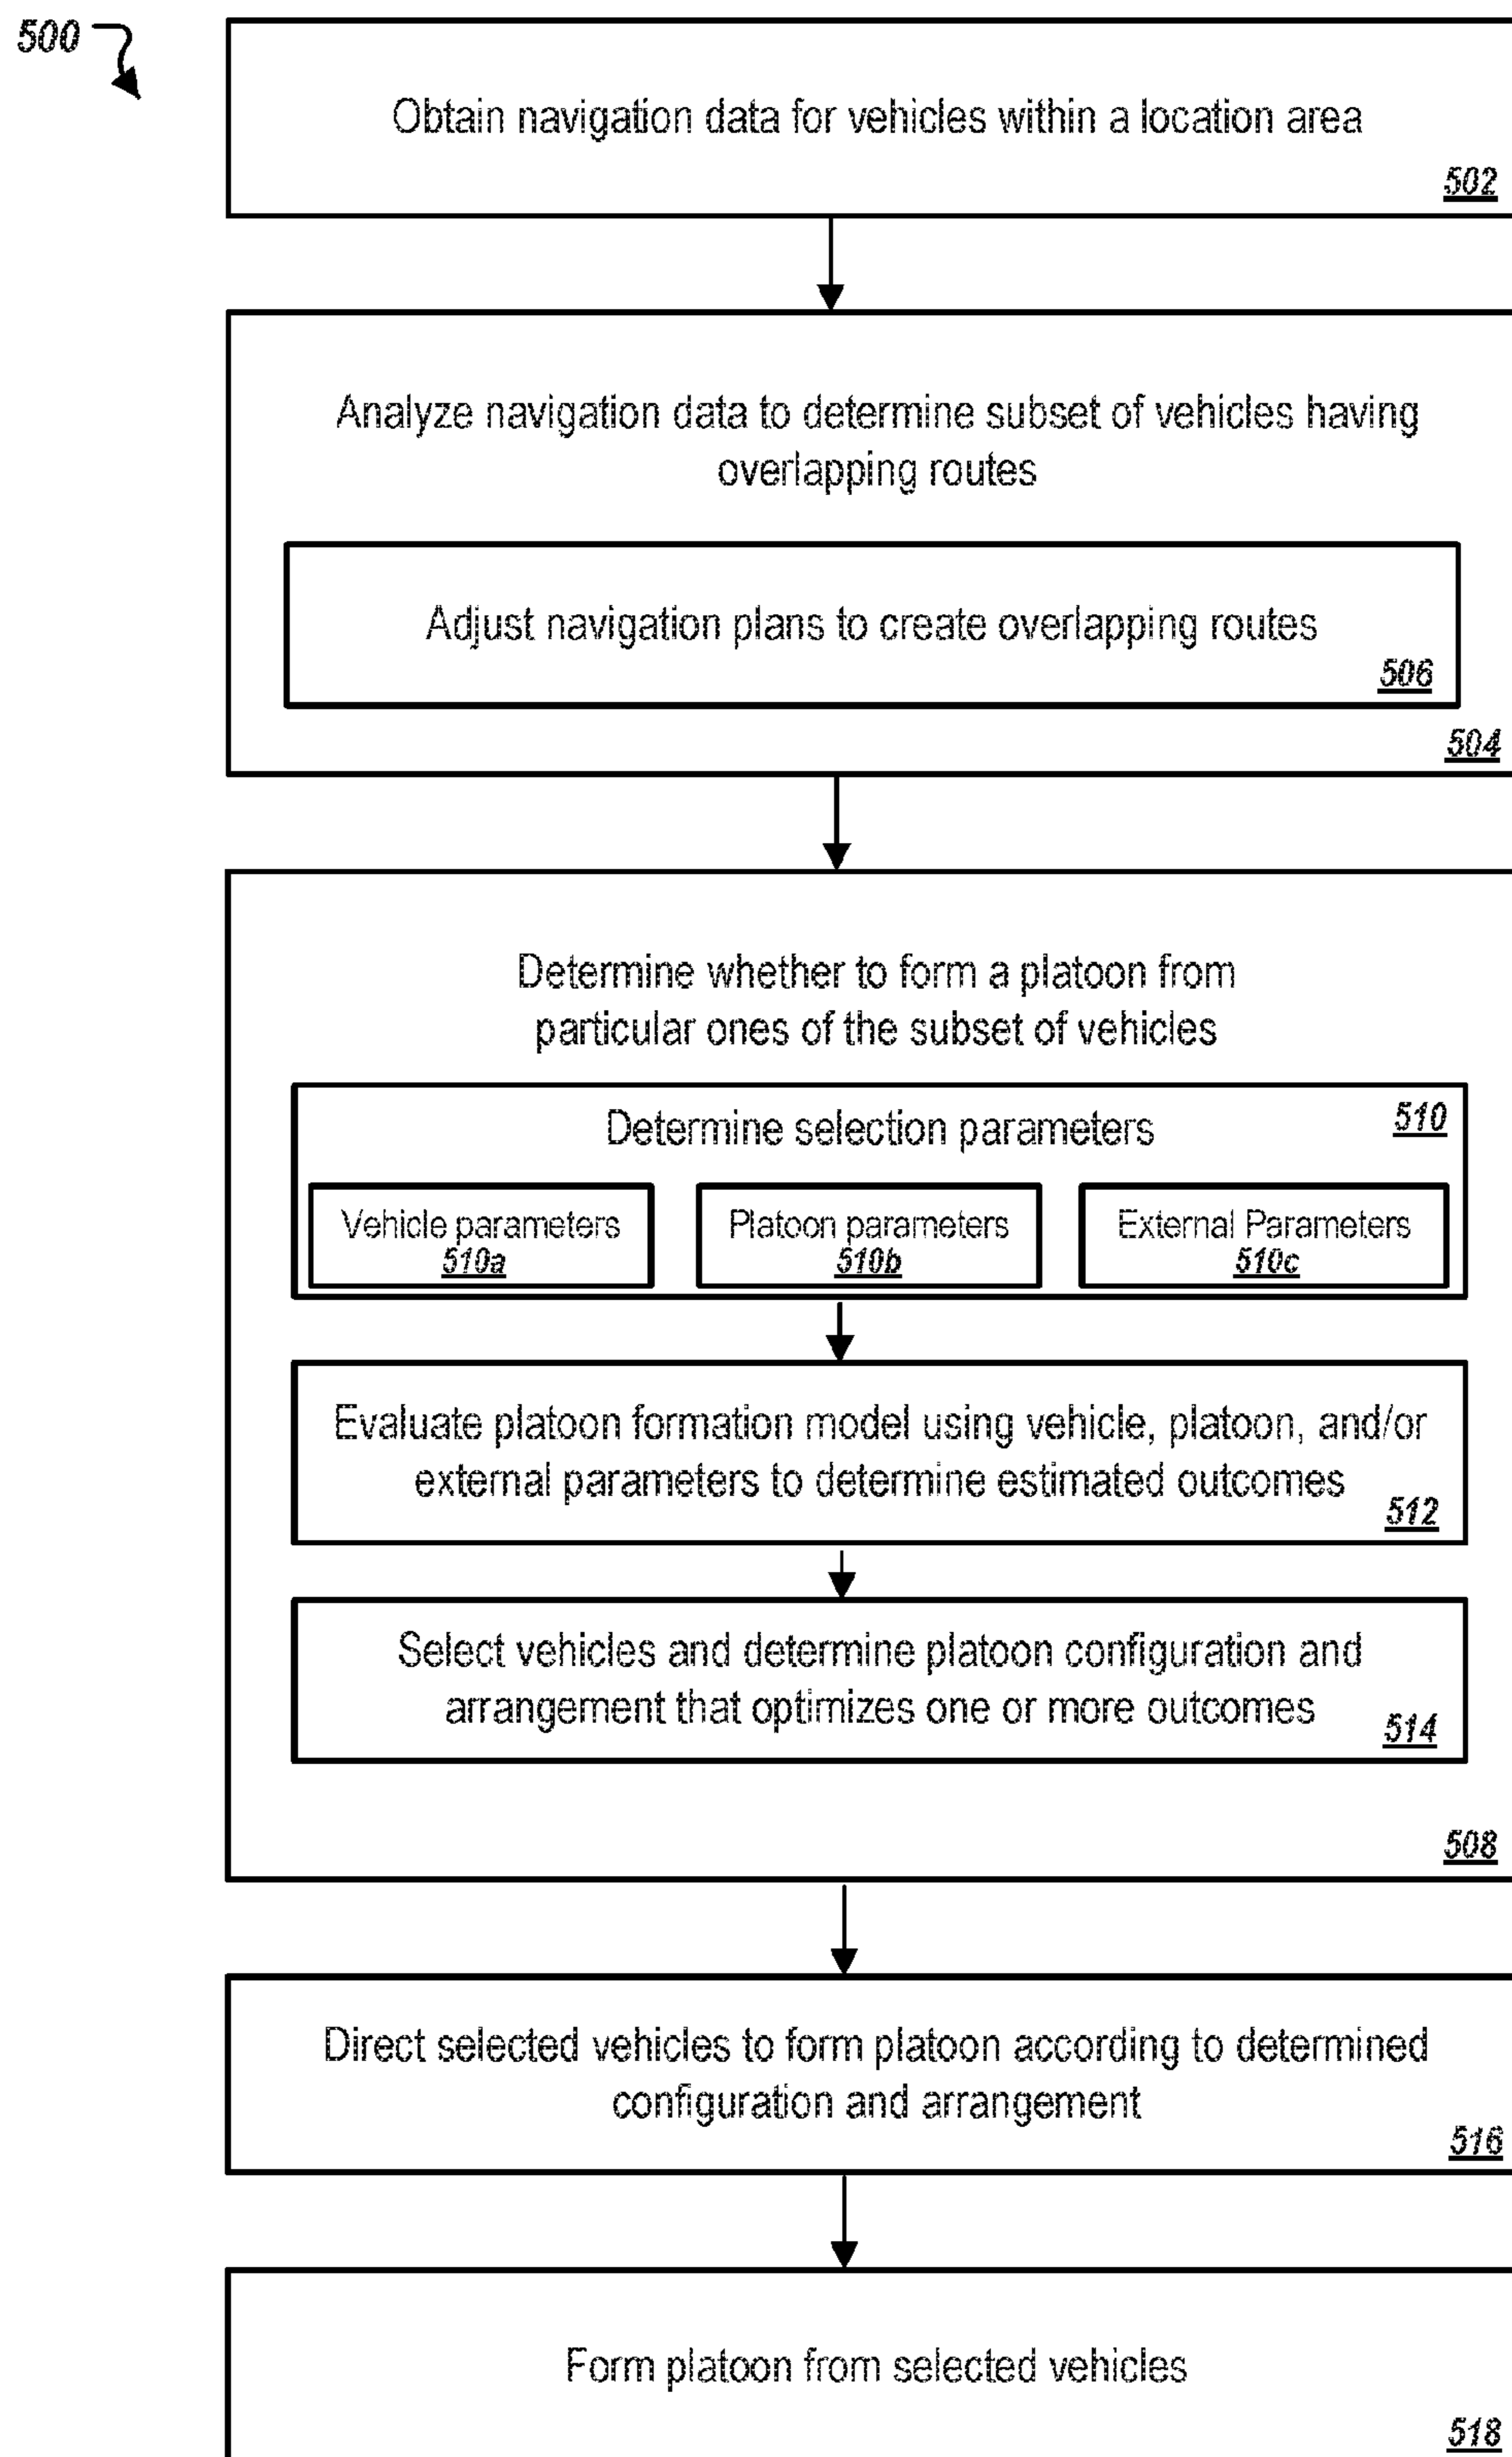 500
Obtain navigation data for vehicles within a location area
502
Analyze navigation data to determine subset of vehicles having
overlapping routes
Adjust navigation plans to create overlapping routes
506
504
Determine whether to form a platoon from
particular ones of the subset of vehicles
Determine selection parameters
510
Vehicle parameters
510a
Platoon parameters
510b
External Parameters
510c
Evaluate platoon formation model using vehicle, platoon, and/or
external parameters to determine estimated outcomes
512
Select vehicles and determine platoon configuration and
arrangement that optimizes one or more outcomes
514
508
Direct selected vehicles to form platoon according to determined
configuration and arrangement
516
Form platoon from selected vehicles
518